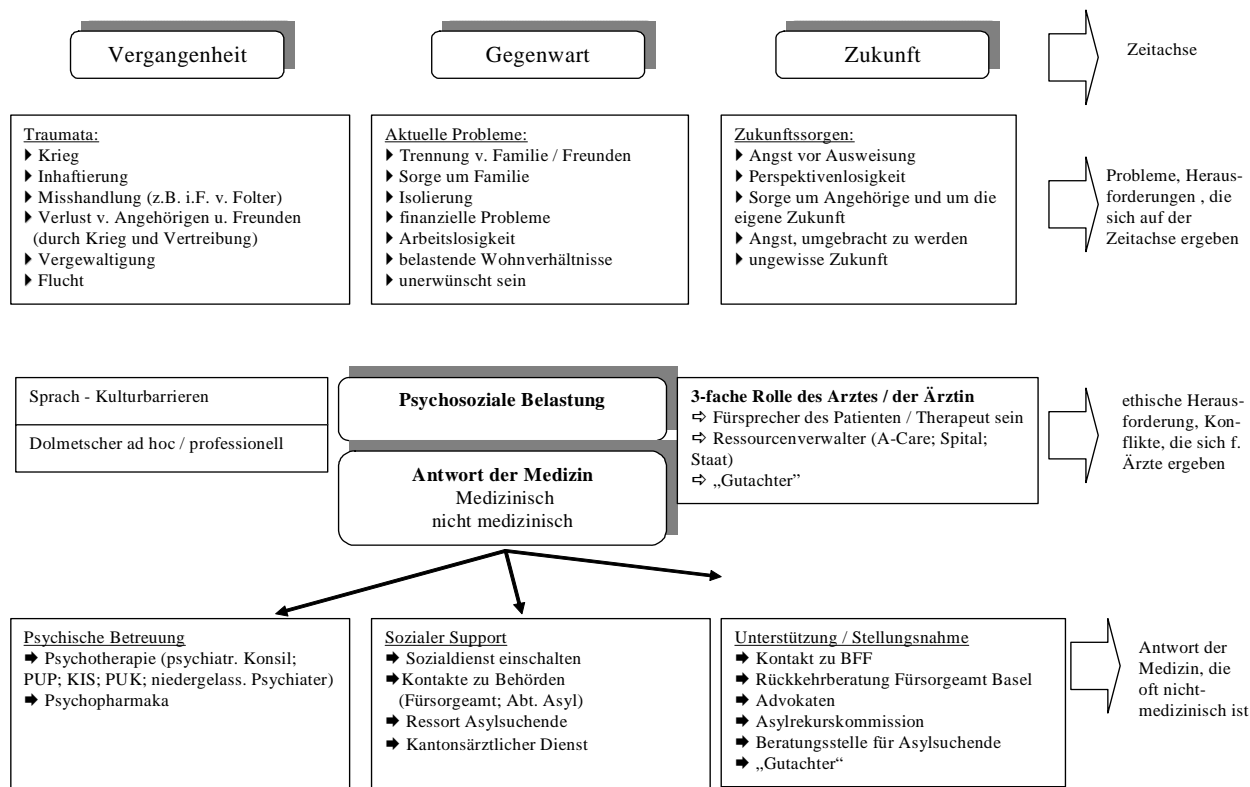 Vergangenheit
Gegenwart
Zukunft
Zeitachse
Traumata:
Krieg
Inhaftierung
Misshandlung (z.B. i.F. v. Folter)
Verlust v. Angehörigen u. Freunden
(durch Krieg und Vertreibung)
Vergewaltigung
Flucht
Aktuelle Probleme:
Trennung v. Familie / Freunden
Sorge um Familie
Isolierung
finanzielle Probleme
Arbeitslosigkeit
belastende Wohnverhältnisse
unerwünscht sein
Zukunftssorgen:
Angst vor Ausweisung
Perspektivenlosigkeit
Sorge um Angehörige und um die
eigene Zukunft
Angst, umgebracht zu werden
ungewisse Zukunft
Probleme, Heraus-
forderungen , die
sich auf der
Zeitachse ergeben
Sprach - Kulturbarrieren
Dolmetscher ad hoc / professionell
Psychosoziale Belastung
Antwort der Medizin
Medizinisch
nicht medizinisch
3-fache Rolle des Arztes / der Ärztin
⇨ Fürsprecher des Patienten / Therapeut sein
⇨ Ressourcenverwalter (A-Care; Spital;
Staat)
⇨ „Gutachter”
ethische Heraus-
forderung, Kon-
flikte, die sich f.
Ärzte ergeben
Psychische Betreuung
Psychotherapie (psychiatr. Konsil;
PUP; KIS; PUK; niedergelass. Psychiater)
Psychopharmaka
Sozialer Support
Sozialdienst einschalten
Kontakte zu Behörden
(Fürsorgeamt; Abt. Asyl)
Ressort Asylsuchende
Kantonsärztlicher Dienst
Unterstützung / Stellungsnahme
Kontakt zu BFF
Rückkehrberatung Fürsorgeamt Basel
Advokaten
Asylrekurskommission
Beratungsstelle für Asylsuchende
„Gutachter“
Antwort der
Medizin, die
oft nicht-
medizinisch ist